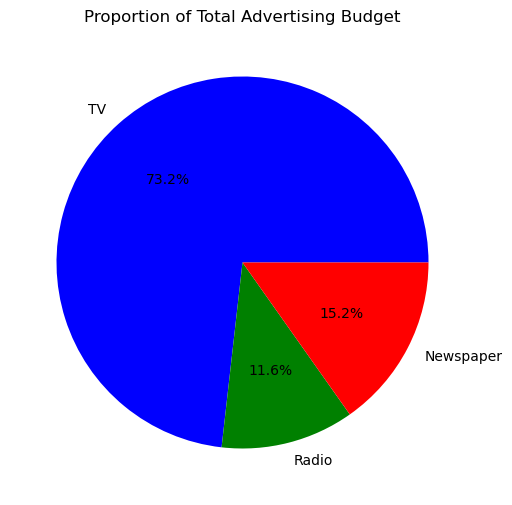 Proportion of Total Advertising Budget
TV
73.2%
15.2%
Newspaper
11.6%
Radio